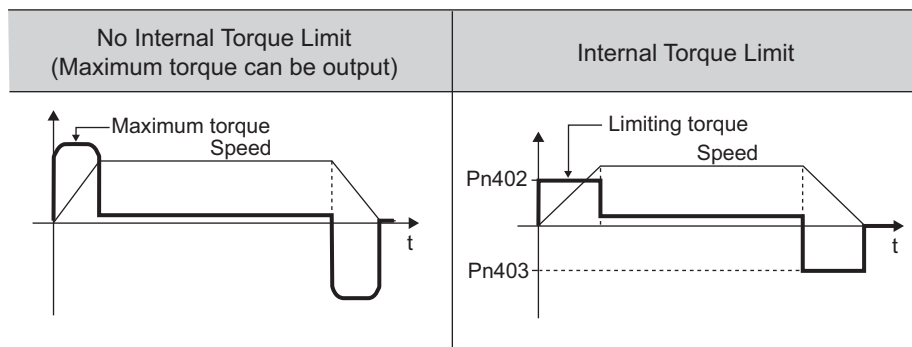 No Internal Torque Limit
(Maximum torque can be output)
Internal Torque Limit
Maximum torque
Speed
t
Limiting torque
Speed
Pn402
t
Pn403